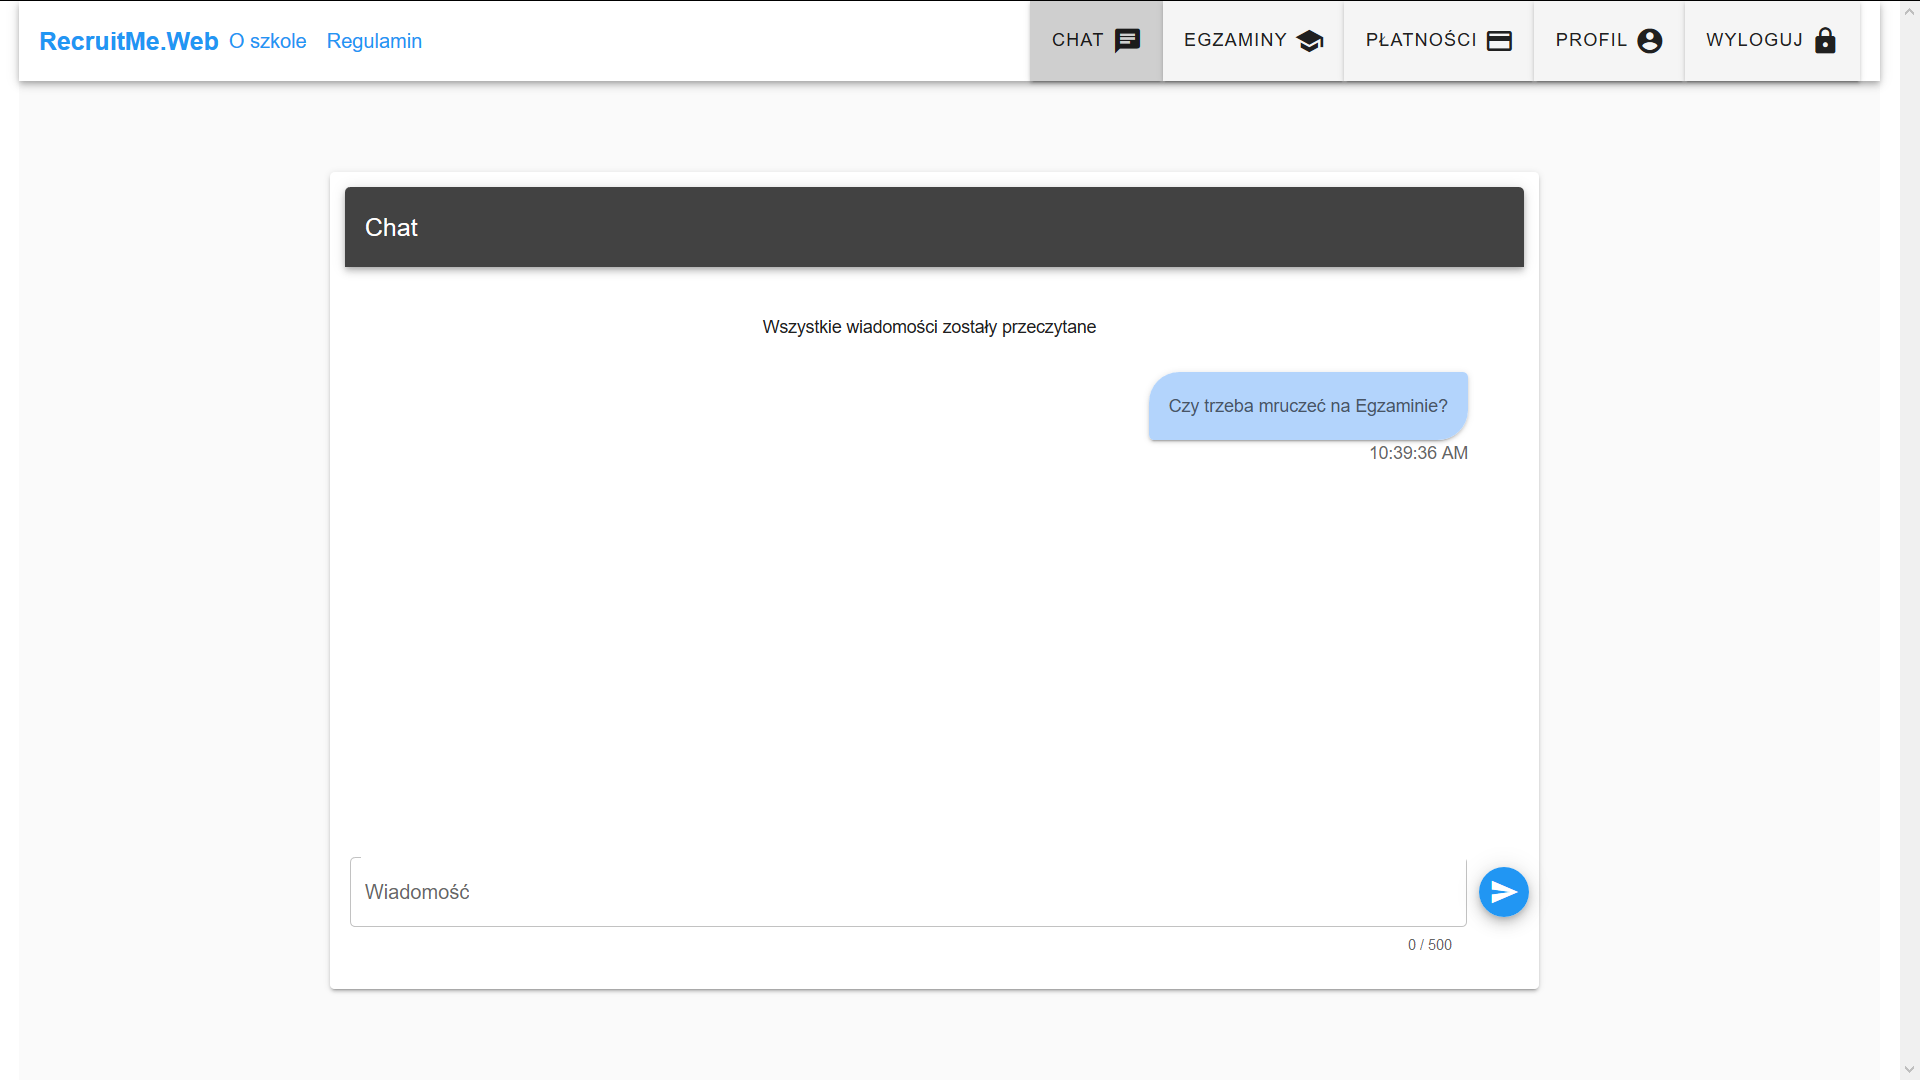 RecruitMe.Web O szkole Regulamin CHAT EGZAMINY PŁATNOŚCI PROFIL WYLOGUJ
Chat
Wszystkie wiadomości zostały przeczytane
Czy trzeba mruczeć na Egzaminie?
10:39:36 AM
Wiadomość
0 / 500